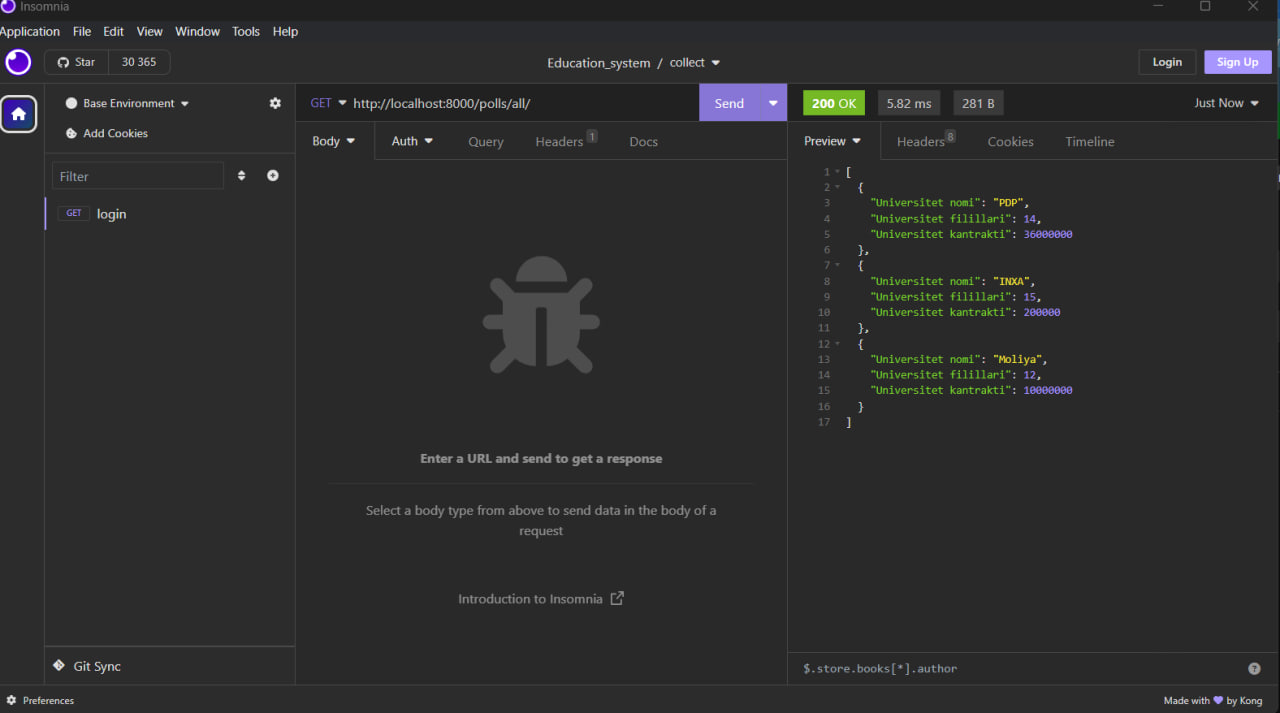 Insomnia
Application File Edit View Window Tools Help
Star 30 365
Education_system / collect
Login Sign Up
Base Environment
Add Cookies
Filter
GET login
Git Sync
Preferences
GET http://localhost:8000/polls/all/ Send
Body Auth Query Headers 1 Docs
Enter a URL and send to get a response
Select a body type from above to send data in the body of a
request
Introduction to Insomnia
200 OK 5.82 ms 281 B Just Now
Preview Headers 8 Cookies Timeline
1 [
2 {
3 "Universitet nomi": "PDP",
4 "Universitet filillari": 14,
5 "Universitet kantrakti": 36000000
6 },
7 {
8 "Universitet nomi": "INXA",
9 "Universitet filillari": 15,
10 "Universitet kantrakti": 200000
11 },
12 {
13 "Universitet nomi": "Moliya",
14 "Universitet filillari": 12,
15 "Universitet kantrakti": 10000000
16 }
17 ]
$.store.books[*].author ?
Made with 💜 by Kong